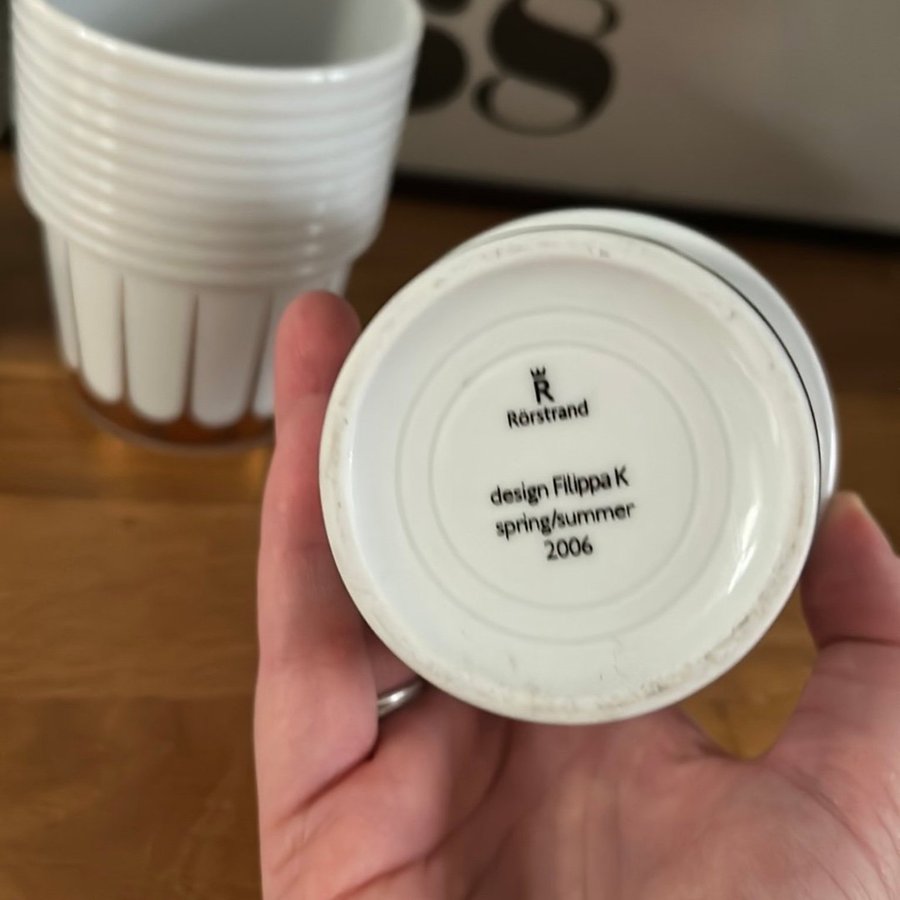 R
Rörstrand
design Filippa K
spring/summer
2006